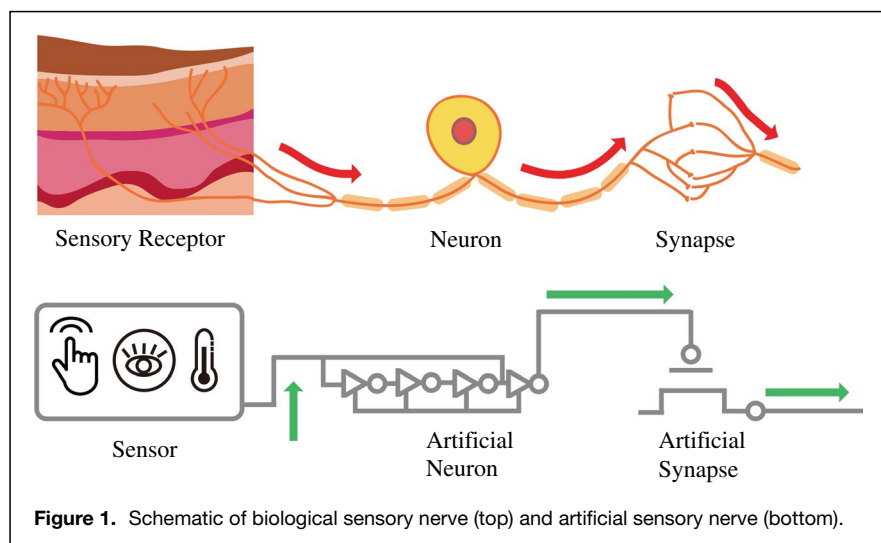 Sensory Receptor
Neuron
Synapse
Sensor
Artificial
Neuron
Artificial
Synapse
Figure 1. Schematic of biological sensory nerve (top) and artificial sensory nerve (bottom).